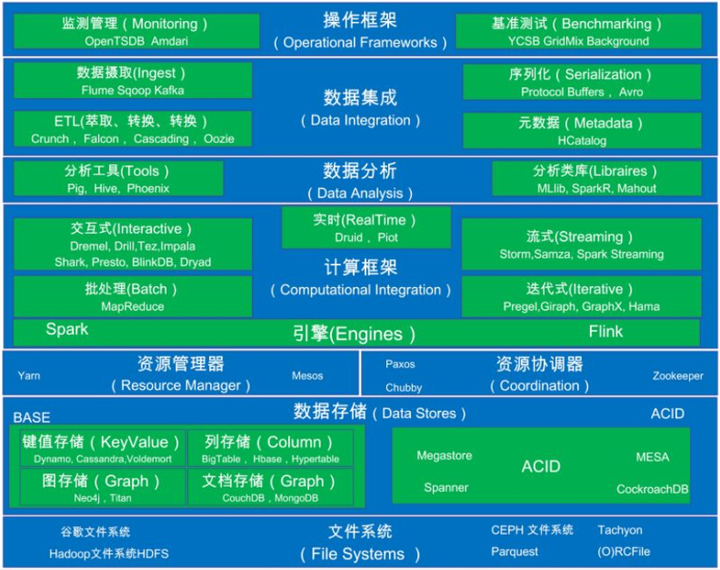 操作框架
（Operational Frameworks）
监测管理（Monitoring）
OpenTSDB Amdari
基准测试（Benchmarking）
YCSB GridMix Background
数据摄取(Ingest)
Flume Sqoop Kafka
ETL(萃取、转换、转换）
Crunch ，Falcon ， Cascading ，Oozie
数据集成
（Data Integration）
序列化（Serialization）
Protocol Buffers ，Avro
元数据（Metadata）
HCatalog
分析工具(Tools)
Pig, Hive, Phoenix
数据分析
（Data Analysis）
分析类库(Libraires)
MLlib, SparkR, Mahout
交互式(Interactive)
Dremel, Drill,Tez,Impala
Shark, Presto, BlinkDB, Dryad
批处理(Batch)
MapReduce
实时(RealTime)
Druid ，Piot
计算框架
（Computational Integration）
流式(Streaming)
Storm,Samza, Spark Streaming
迭代式(Iterative)
Pregel,Giraph, GraphX, Hama
Spark
引擎(Engines）
Flink
资源管理器
（Resource Manager）
Yarn
Mesos
Paxos
Chubby
资源协调器
（Coordination）
Zookeeper
数据存储（Data Stores）
BASE
ACID
键值存储（KeyValue）
Dynamo, Cassandra,Voldemort
列存储（Column）
BigTable，Hbase，Hypertable
图存储（Graph）
Neo4j，Titan
文档存储（Graph）
CouchDB，MongoDB
Megastore
Spanner
ACID
MESA
CockroachDB
谷歌文件系统
Hadoop文件系统HDFS
文件系统
（File Systems ）
CEPH 文件系统
Parquest
Tachyon
(O)RCFile